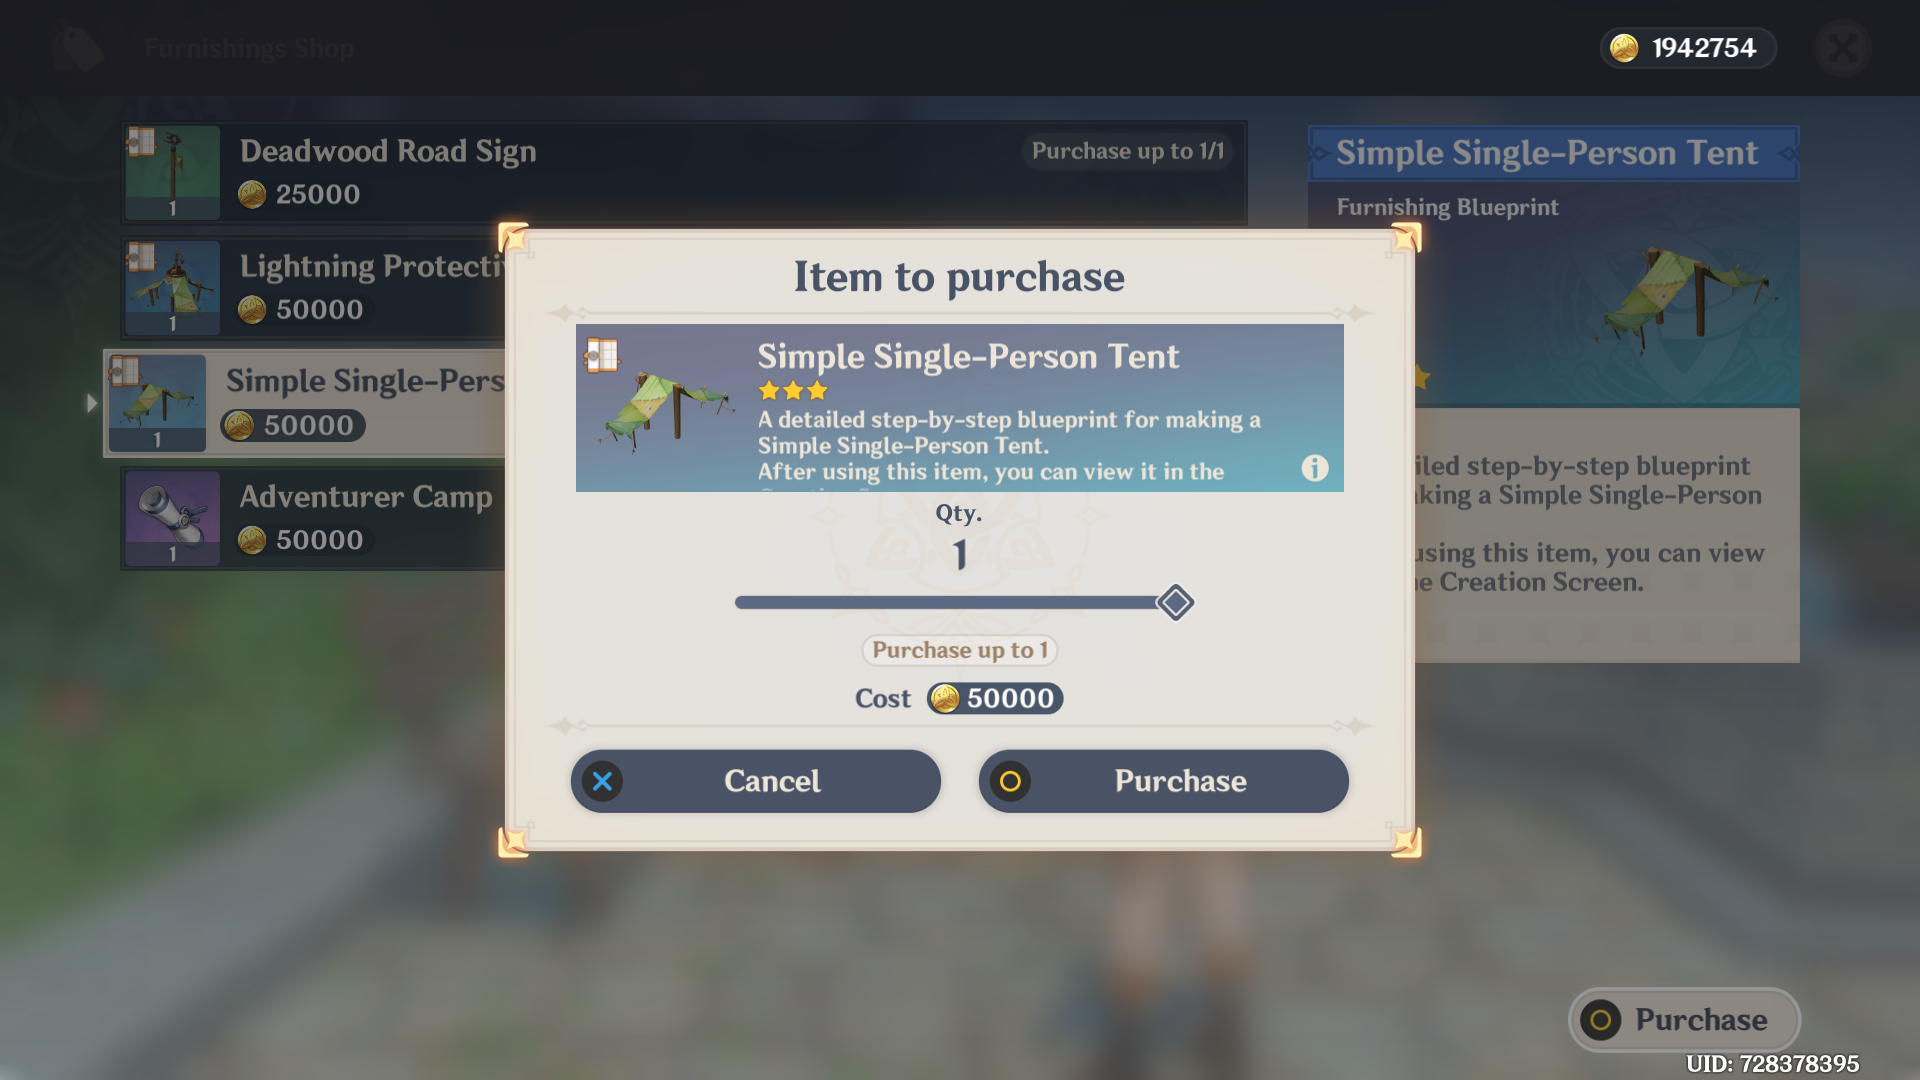 Furnishings Shop
1942754
Deadwood Road Sign
Purchase up to 1/1
25000
1
Lightning Protecti
50000
1
Simple Single-Pers
50000
1
Adventurer Camp
50000
1
Simple Single-Person Tent
Furnishing Blueprint
iled step-by-step blueprint
king a Simple Single-Person
using this item, you can view
e Creation Screen.
Item to purchase
Simple Single-Person Tent
A detailed step-by-step blueprint for making a
Simple Single-Person Tent.
After using this item, you can view it in the
Qty.
1
Purchase up to 1
Cost 50000
Cancel
Purchase
Purchase
UID: 728378395